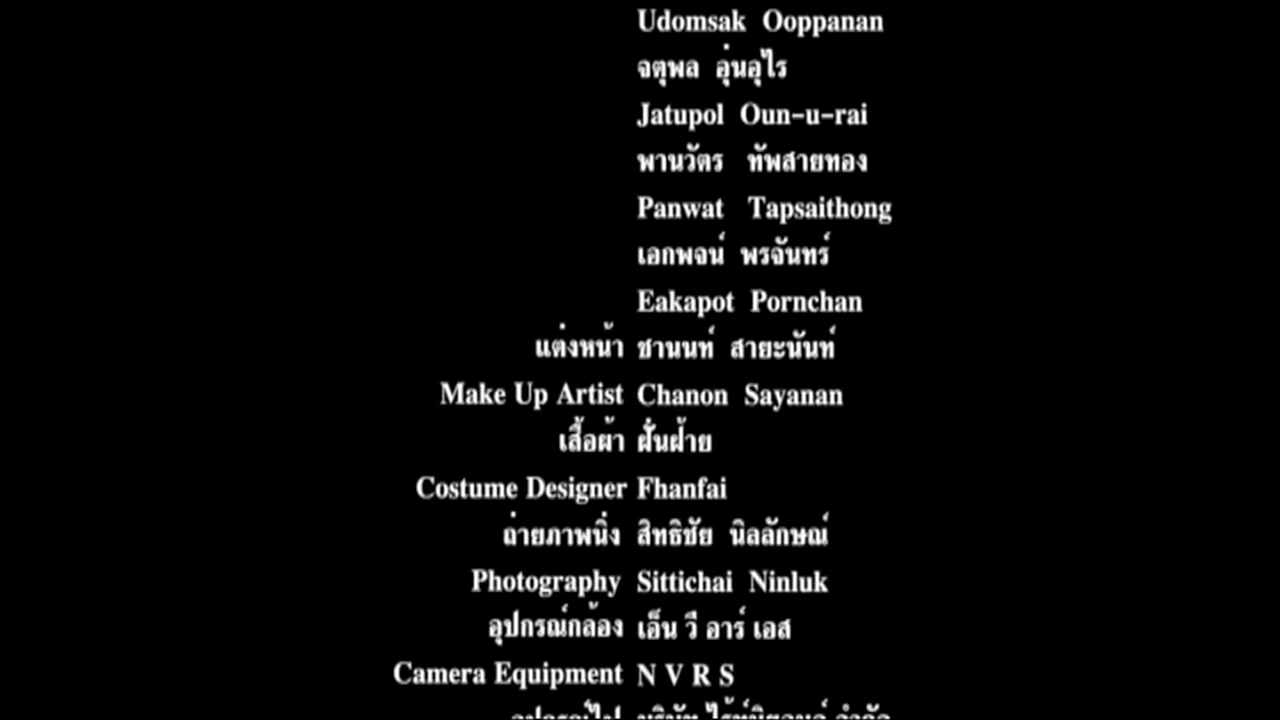 Udomsak Ooppanan
จตุพล อุ่นอุไร
Jatupol Oun-u-rai
พานวัตร ทัพสายทอง
Panwat Tapsaithong
เอกพจน์ พรจันทร์
Eakapot Pornchan
แต่งหน้า ชานนท์ สายะนันท์
Make Up Artist Chanon Sayanan
เสื้อผ้า ฝั่นฝ้าย
Costume Designer Fhanfai
ถ่ายภาพนิ่ง สิทธิชัย นิลลักษณ์
Photography Sittichai Ninluk
อุปกรณ์กล้อง เอ็น วี อาร์ เอส
Camera Equipment N V R S